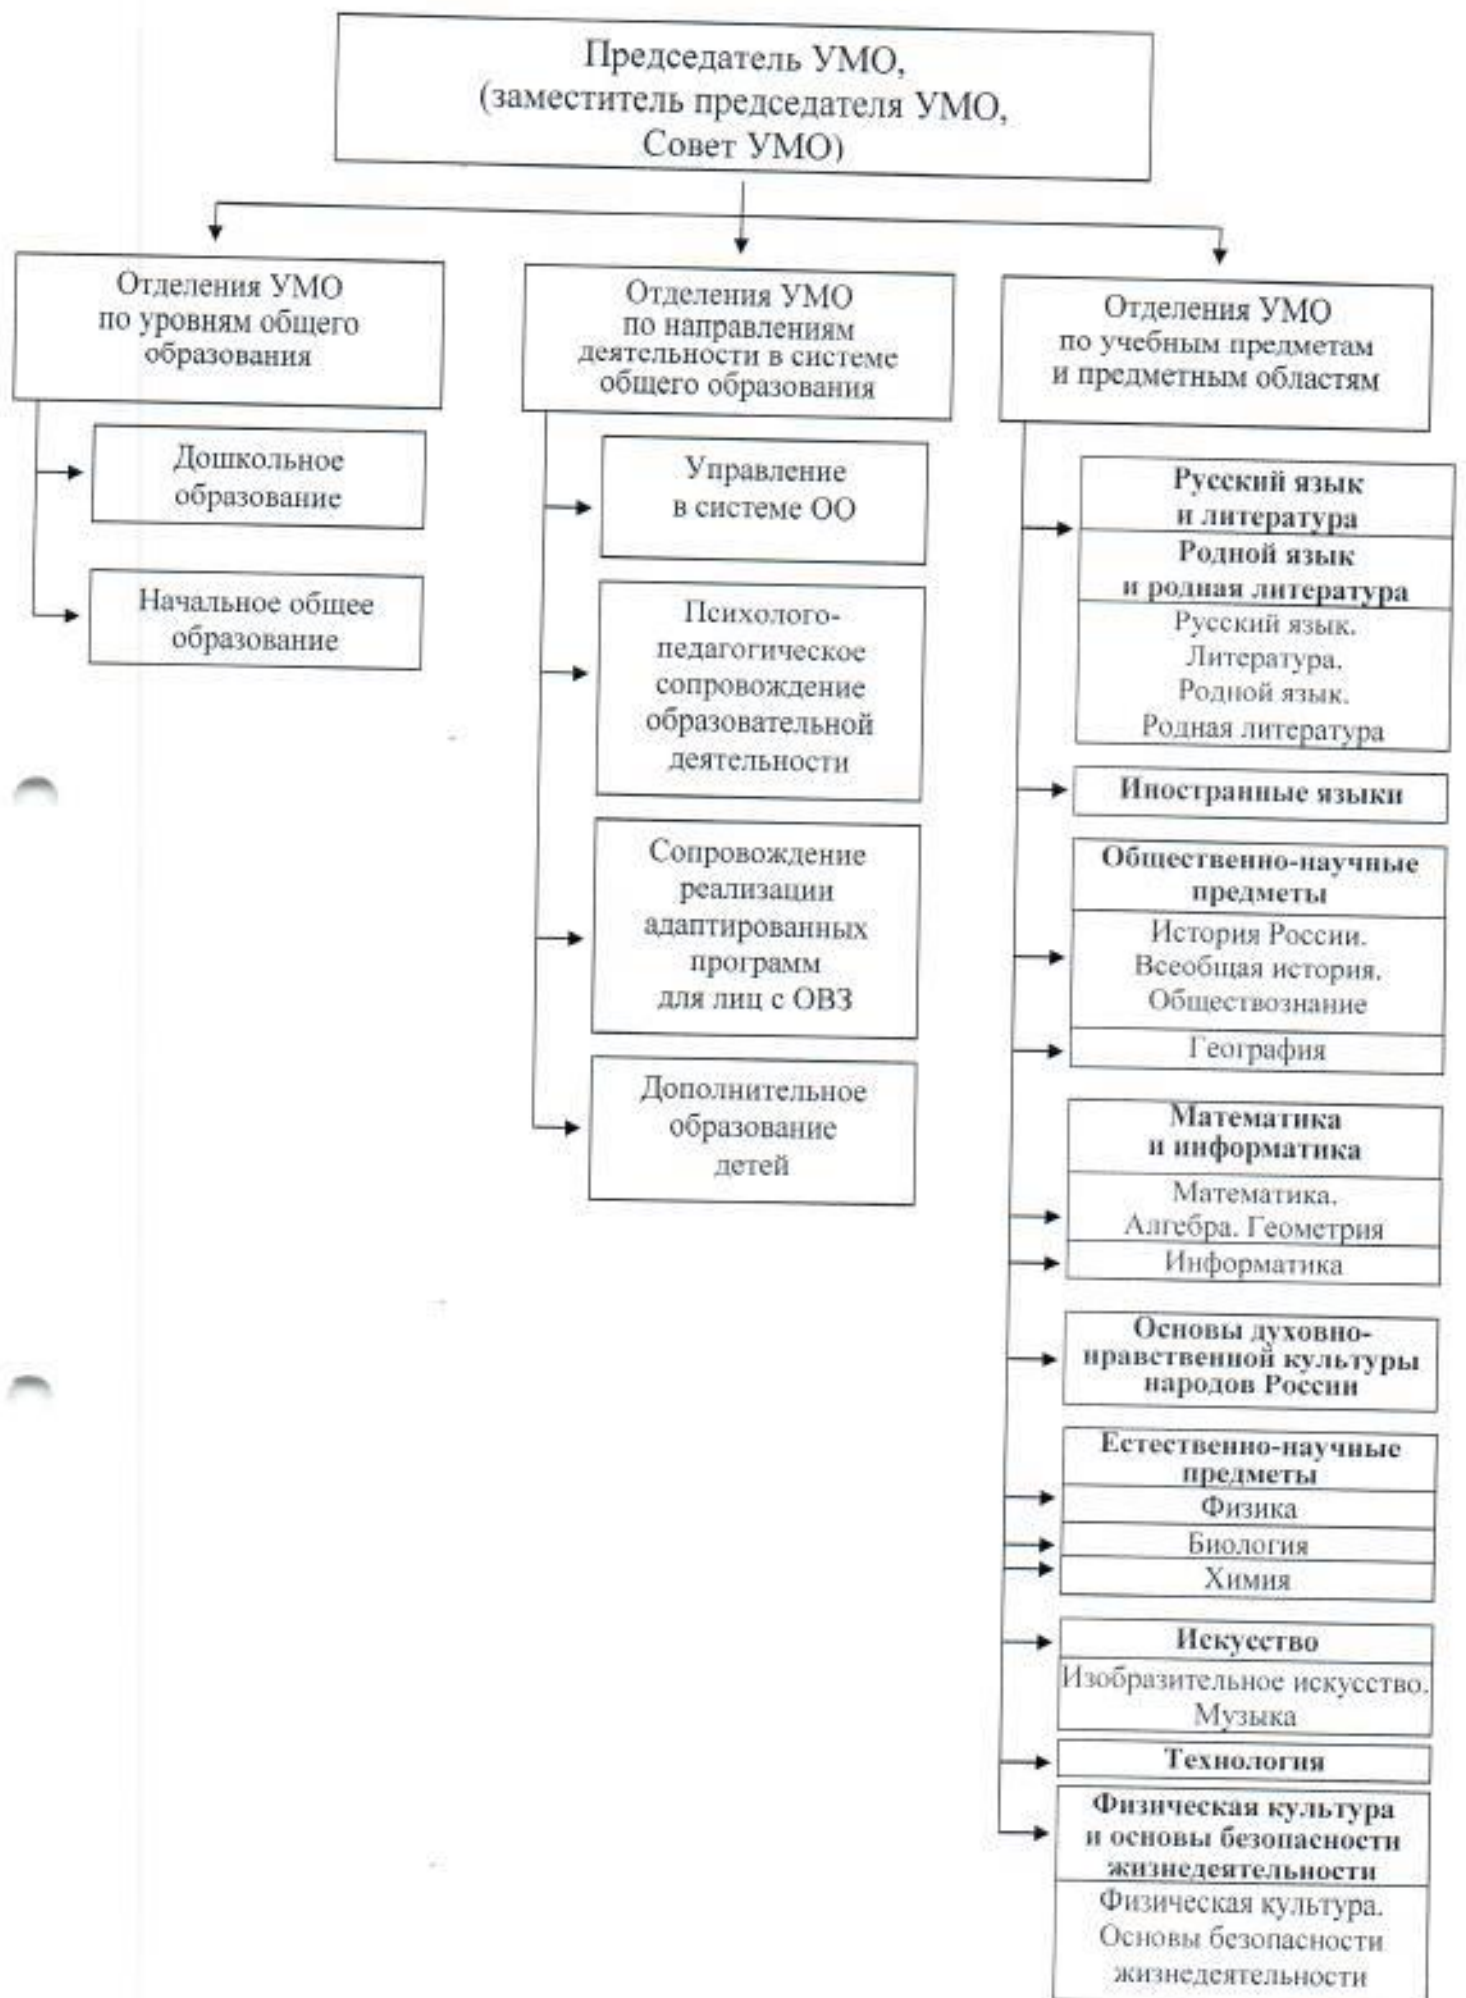 Председатель УМО,
(заместитель председателя УМО,
Совет УМО)
Отделения УМО
по уровням общего
образования
Дошкольное
образование
Начальное общее
образование
Отделения УМО
по направлениям
деятельности в системе
общего образования
Управление
в системе ОО
Психолого-
педагогическое
сопровождение
образовательной
деятельности
Сопровождение
реализации
адаптированных
программ
для лиц с ОВЗ
Дополнительное
образование
детей
Отделения УМО
по учебным предметам
и предметным областям
Русский язык
и литература
Родной язык
и родная литература
Русский язык.
Литература.
Родной язык.
Родная литература
Иностранные языки
Общественно-научные
предметы
История России.
Всеобщая история.
Обществознание
География
Математика
и информатика
Математика.
Алгебра. Геометрия
Информатика
Основы духовно-
нравственной культуры
народов России
Естественно-научные
предметы
Физика
Биология
Химия
Искусство
Изобразительное искусство.
Музыка
Технология
Физическая культура
и основы безопасности
жизнедеятельности
Физическая культура.
Основы безопасности
жизнедеятельности